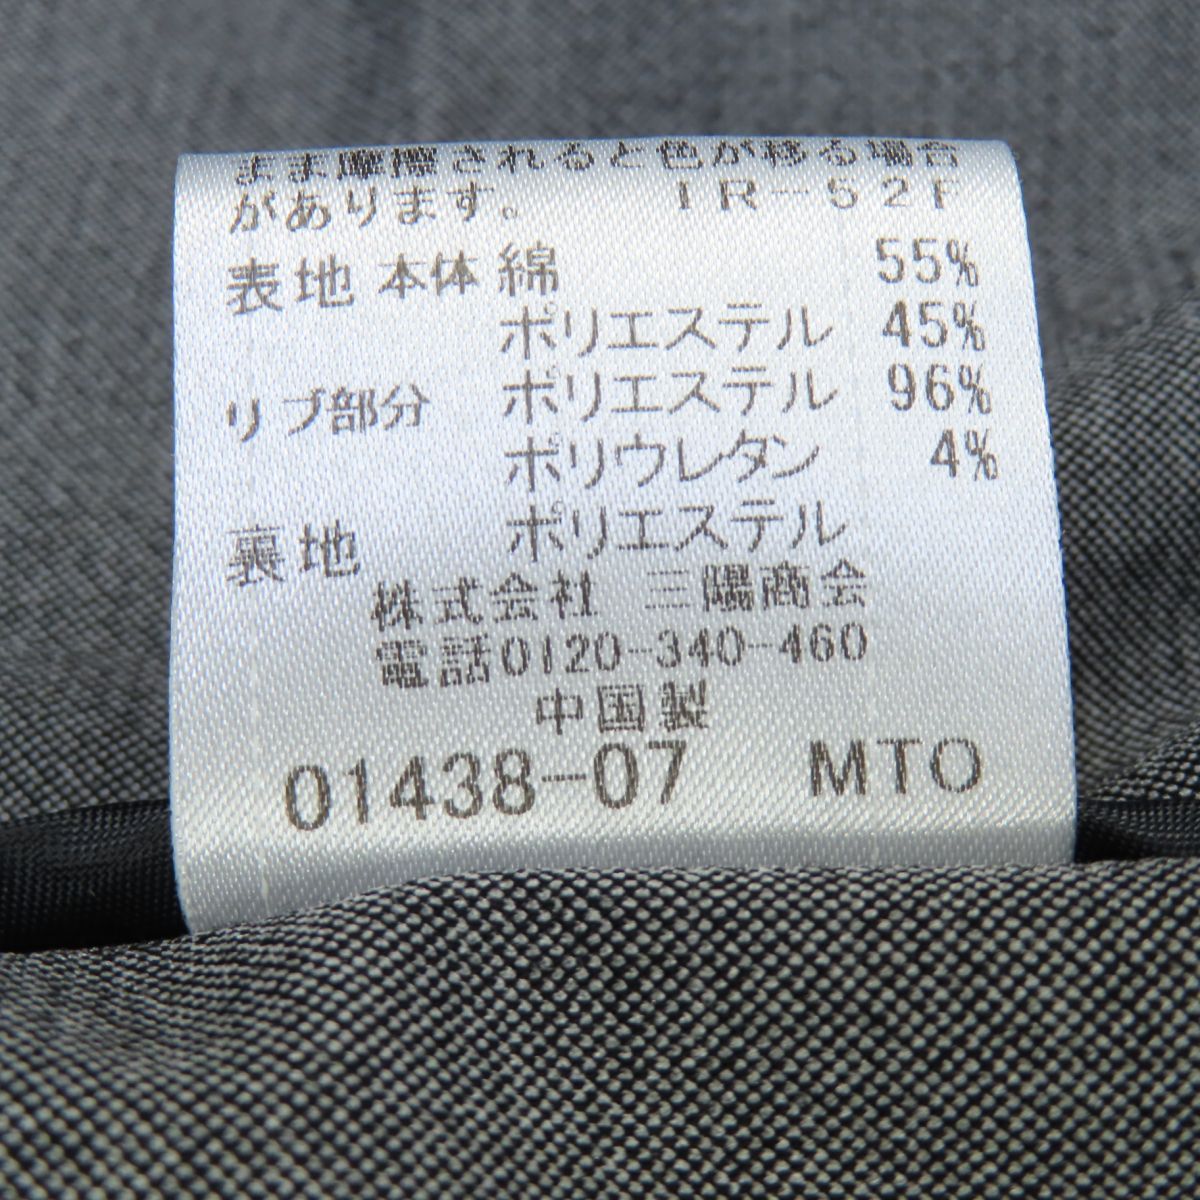 まま摩擦されると色が移る場合
があります。 IR-52F
表地 本体 綿 55%
ポリエステル 45%
リブ部分 ポリエステル 96%
ポリウレタン 4%
裏地 ポリエステル
株式会社 三陽商会
電話0120-340-460
中国製
01438-07 MTO